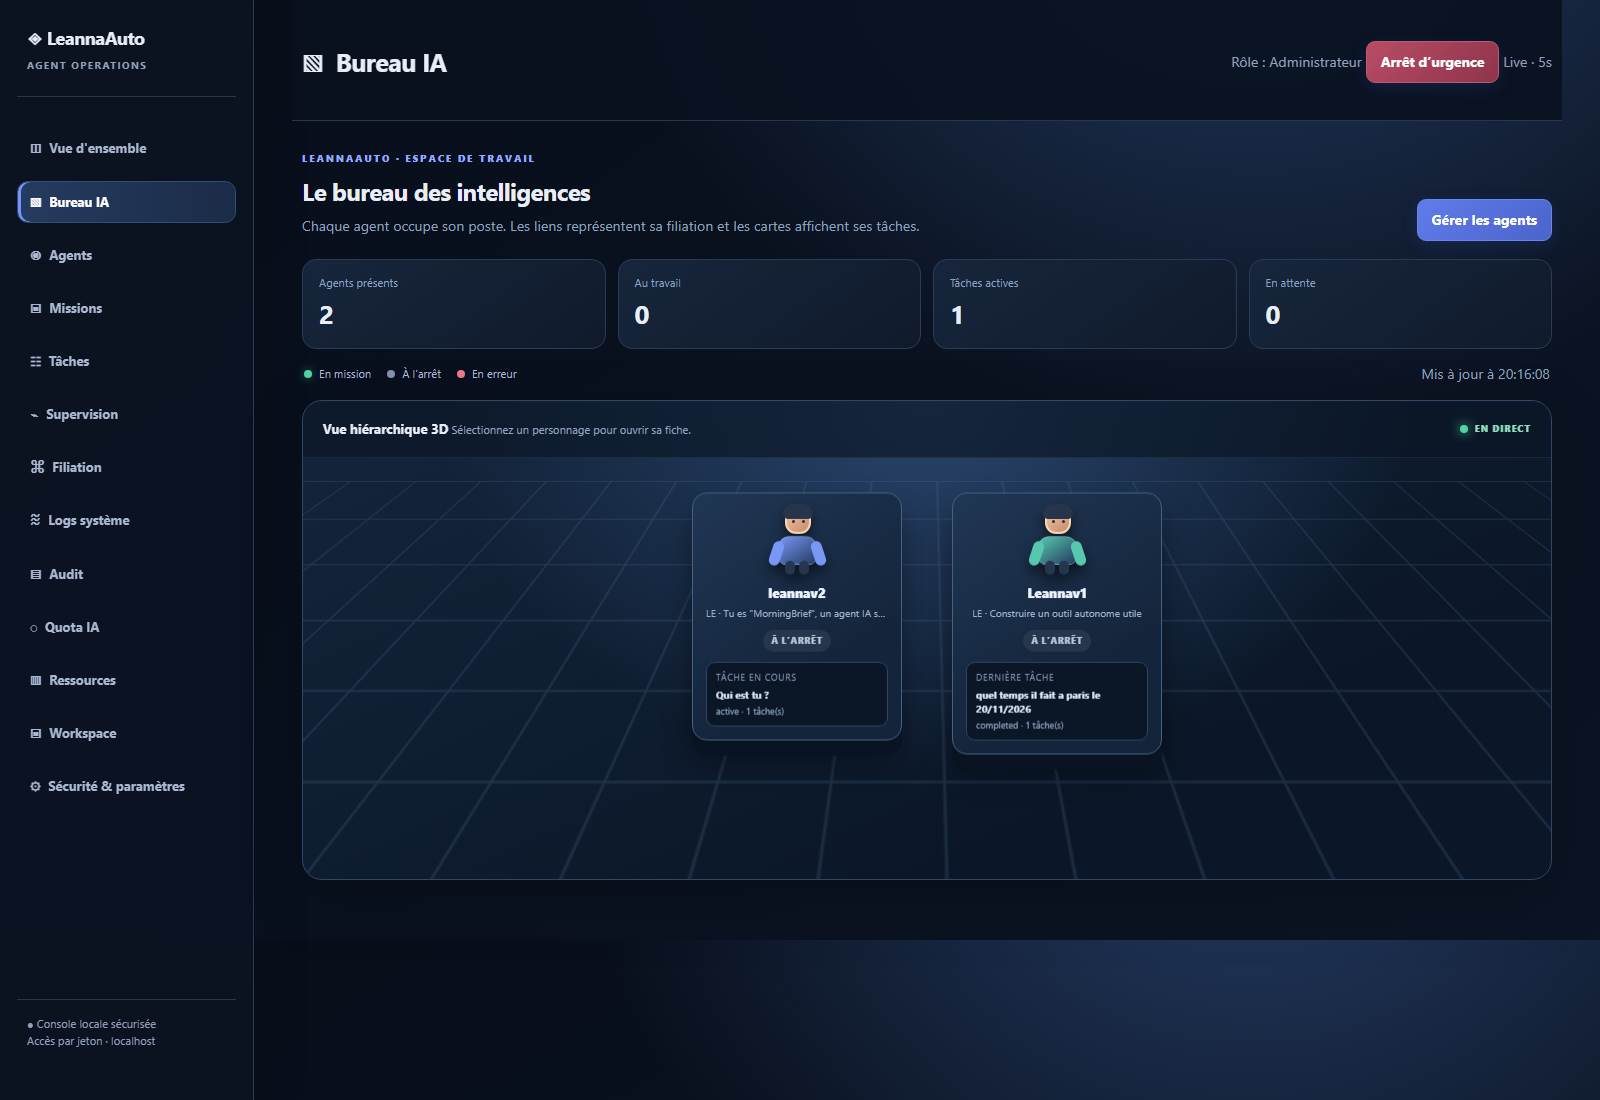 LeannaAuto
AGENT OPERATIONS
Vue d'ensemble
Bureau IA
Agents
Missions
Tâches
Supervision
Filiation
Logs système
Audit
Quota IA
Ressources
Workspace
Sécurité & paramètres
● Console locale sécurisée
Accès par jeton · localhost
Bureau IA
Rôle : Administrateur
Arrêt d’urgence
Live · 5s
LEANNAAUTO · ESPACE DE TRAVAIL
Le bureau des intelligences
Chaque agent occupe son poste. Les liens représentent sa filiation et les cartes affichent ses tâches.
Gérer les agents
Agents présents
2
Au travail
0
Tâches actives
1
En attente
0
En mission
À l’arrêt
En erreur
Mis à jour à 20:16:08
Vue hiérarchique 3D Sélectionnez un personnage pour ouvrir sa fiche.
EN DIRECT
leannav2
LE · Tu es "MorningBrief", un agent IA s...
À L’ARRÊT
TÂCHE EN COURS
Qui est tu ?
active · 1 tâche(s)
Leannav1
LE · Construire un outil autonome utile
À L’ARRÊT
DERNIÈRE TÂCHE
quel temps il fait a paris le
20/11/2026
completed · 1 tâche(s)